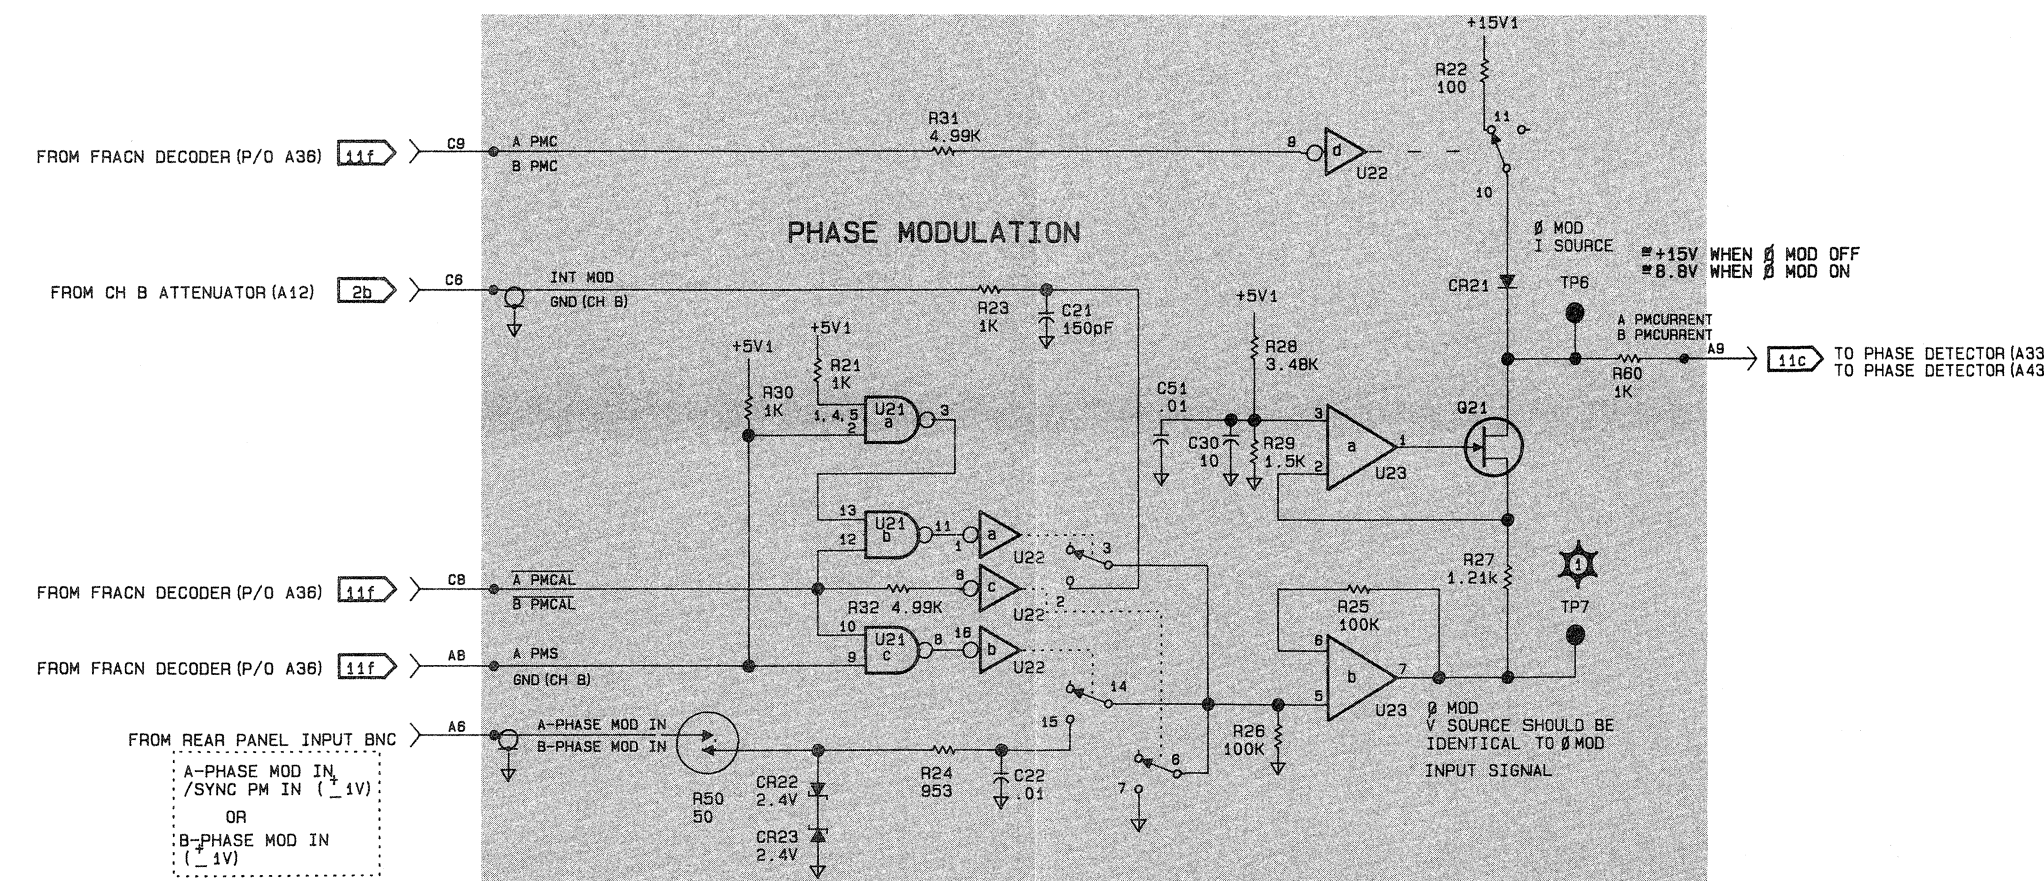 +15V1
R22
100
11
FROM FRACN DECODER (P/O A36) 11f C9 A PMC
B PMC
R31
4.99K
9 d
U22
10
PHASE MODULATION
Ø MOD
I SOURCE
≅+15V WHEN Ø MOD OFF
≅8.8V WHEN Ø MOD ON
FROM CH B ATTENUATOR (A12) 2b C6 INT MOD
GND (CH B)
R23
1K
C21
150pF
CR21
TP6
A PMCURRENT
B PMCURRENT
A9 11c TO PHASE DETECTOR (A33
TO PHASE DETECTOR (A43
R60
1K
+5V1
+5V1
+5V1
R21
1K
R30
1K
R28
3.48K
1, 4, 5
2
U21
a
3
C51
.01
C30
10
R29
1.5K
3
2
a
1
U23
Q21
13
12
U21
b
11
1
a
U22
3
FROM FRACN DECODER (P/O A36) 11f C8 A PMCAL
B PMCAL
R32 4.99K
8
c
U22
2
R27
1.21k
1
TP7
R25
100K
10
9
U21
c
8
16
b
U22
FROM FRACN DECODER (P/O A36) 11f A8 A PMS
GND (CH B)
14
15
6
5
b
7
U23
R26
100K
Ø MOD
V SOURCE SHOULD BE
IDENTICAL TO Ø MOD
INPUT SIGNAL
FROM REAR PANEL INPUT BNC A6 A-PHASE MOD IN
B-PHASE MOD IN
A-PHASE MOD IN
/SYNC PM IN (±1V)
OR
B-PHASE MOD IN
(±1V)
R50
50
CR22
2.4V
CR23
2.4V
R24
953
C22
.01
6
7